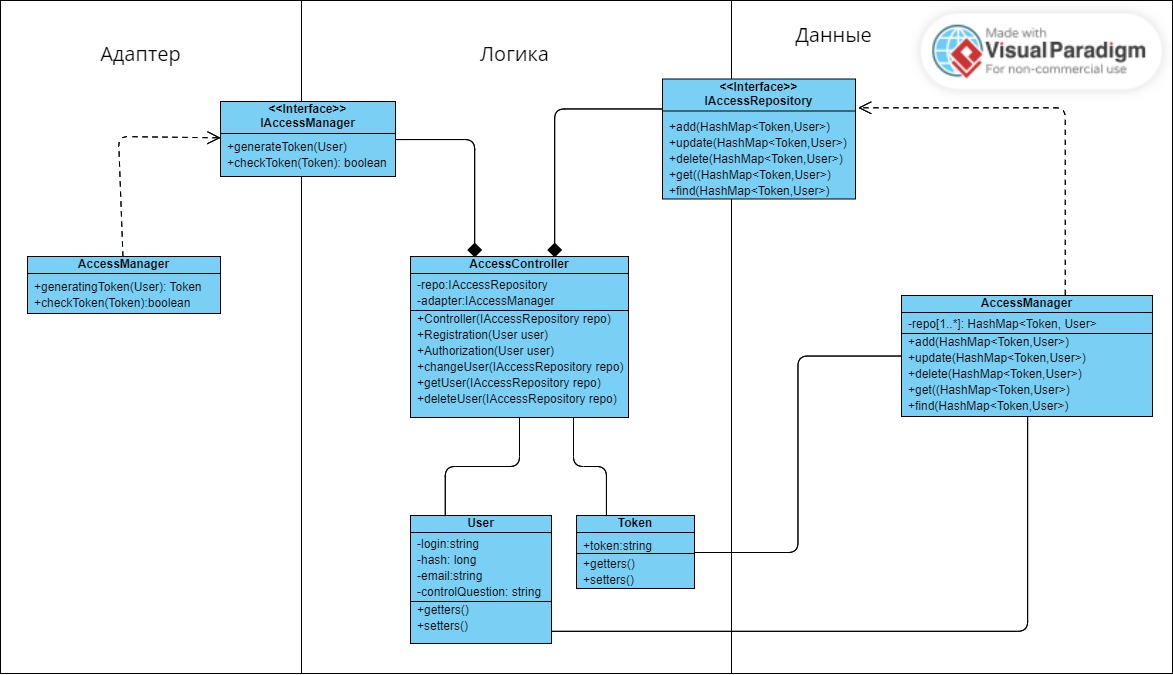 Адаптер
Логика
Данные
Made with
Visual Paradigm
For non-commercial use
<<Interface>>
IAccessManager
+generateToken(User)
+checkToken(Token): boolean
<<Interface>>
IAccessRepository
+add(HashMap<Token,User>)
+update(HashMap<Token,User>)
+delete(HashMap<Token,User>)
+get((HashMap<Token,User>)
+find(HashMap<Token,User>)
AccessManager
+generatingToken(User): Token
+checkToken(Token):boolean
AccessController
-repo:IAccessRepository
-adapter:IAccessManager
+Controller(IAccessRepository repo)
+Registration(User user)
+Authorization(User user)
+changeUser(IAccessRepository repo)
+getUser(IAccessRepository repo)
+deleteUser(IAccessRepository repo)
AccessManager
-repo[1..*]: HashMap<Token, User>
+add(HashMap<Token,User>)
+update(HashMap<Token,User>)
+delete(HashMap<Token,User>)
+get((HashMap<Token,User>)
+find(HashMap<Token,User>)
User
-login:string
-hash: long
-email:string
-controlQuestion: string
+getters()
+setters()
Token
+token:string
+getters()
+setters()